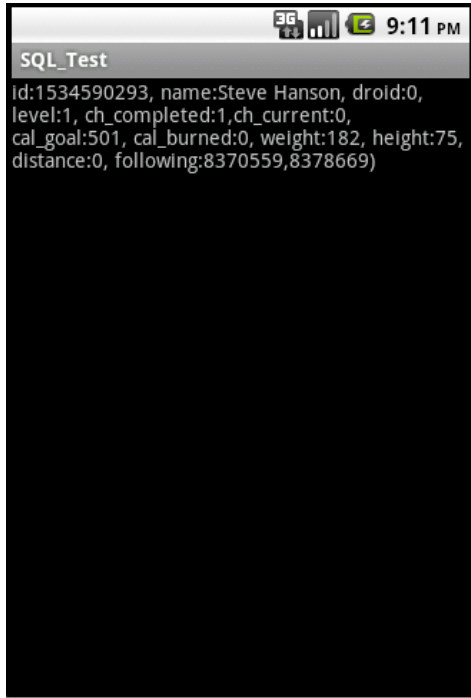 3G 9:11 PM
SQL_Test
id:1534590293, name:Steve Hanson, droid:0,
level:1, ch_completed:1,ch_current:0,
cal_goal:501, cal_burned:0, weight:182, height:75,
distance:0, following:8370559,8378669)